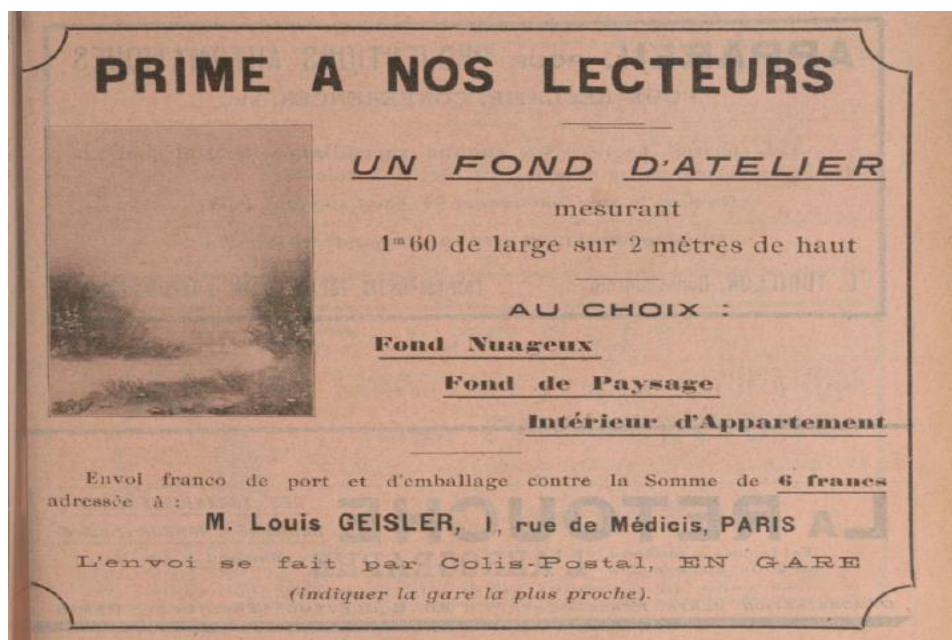 PRIME A NOS LECTEURS
UN FOND D'ATELIER
mesurant
1m60 de large sur 2 mètres de haut
AU CHOIX :
Fond Nuageux
Fond de Paysage
Intérieur d'Appartement
Envoi franco de port et d'emballage contre la Somme de 6 francs
adressée à :
M. Louis GEISLER, 1, rue de Médicis, PARIS
L'envoi se fait par Colis-Postal, EN GARE
(indiquer la gare la plus proche).
LA RETOUCHE